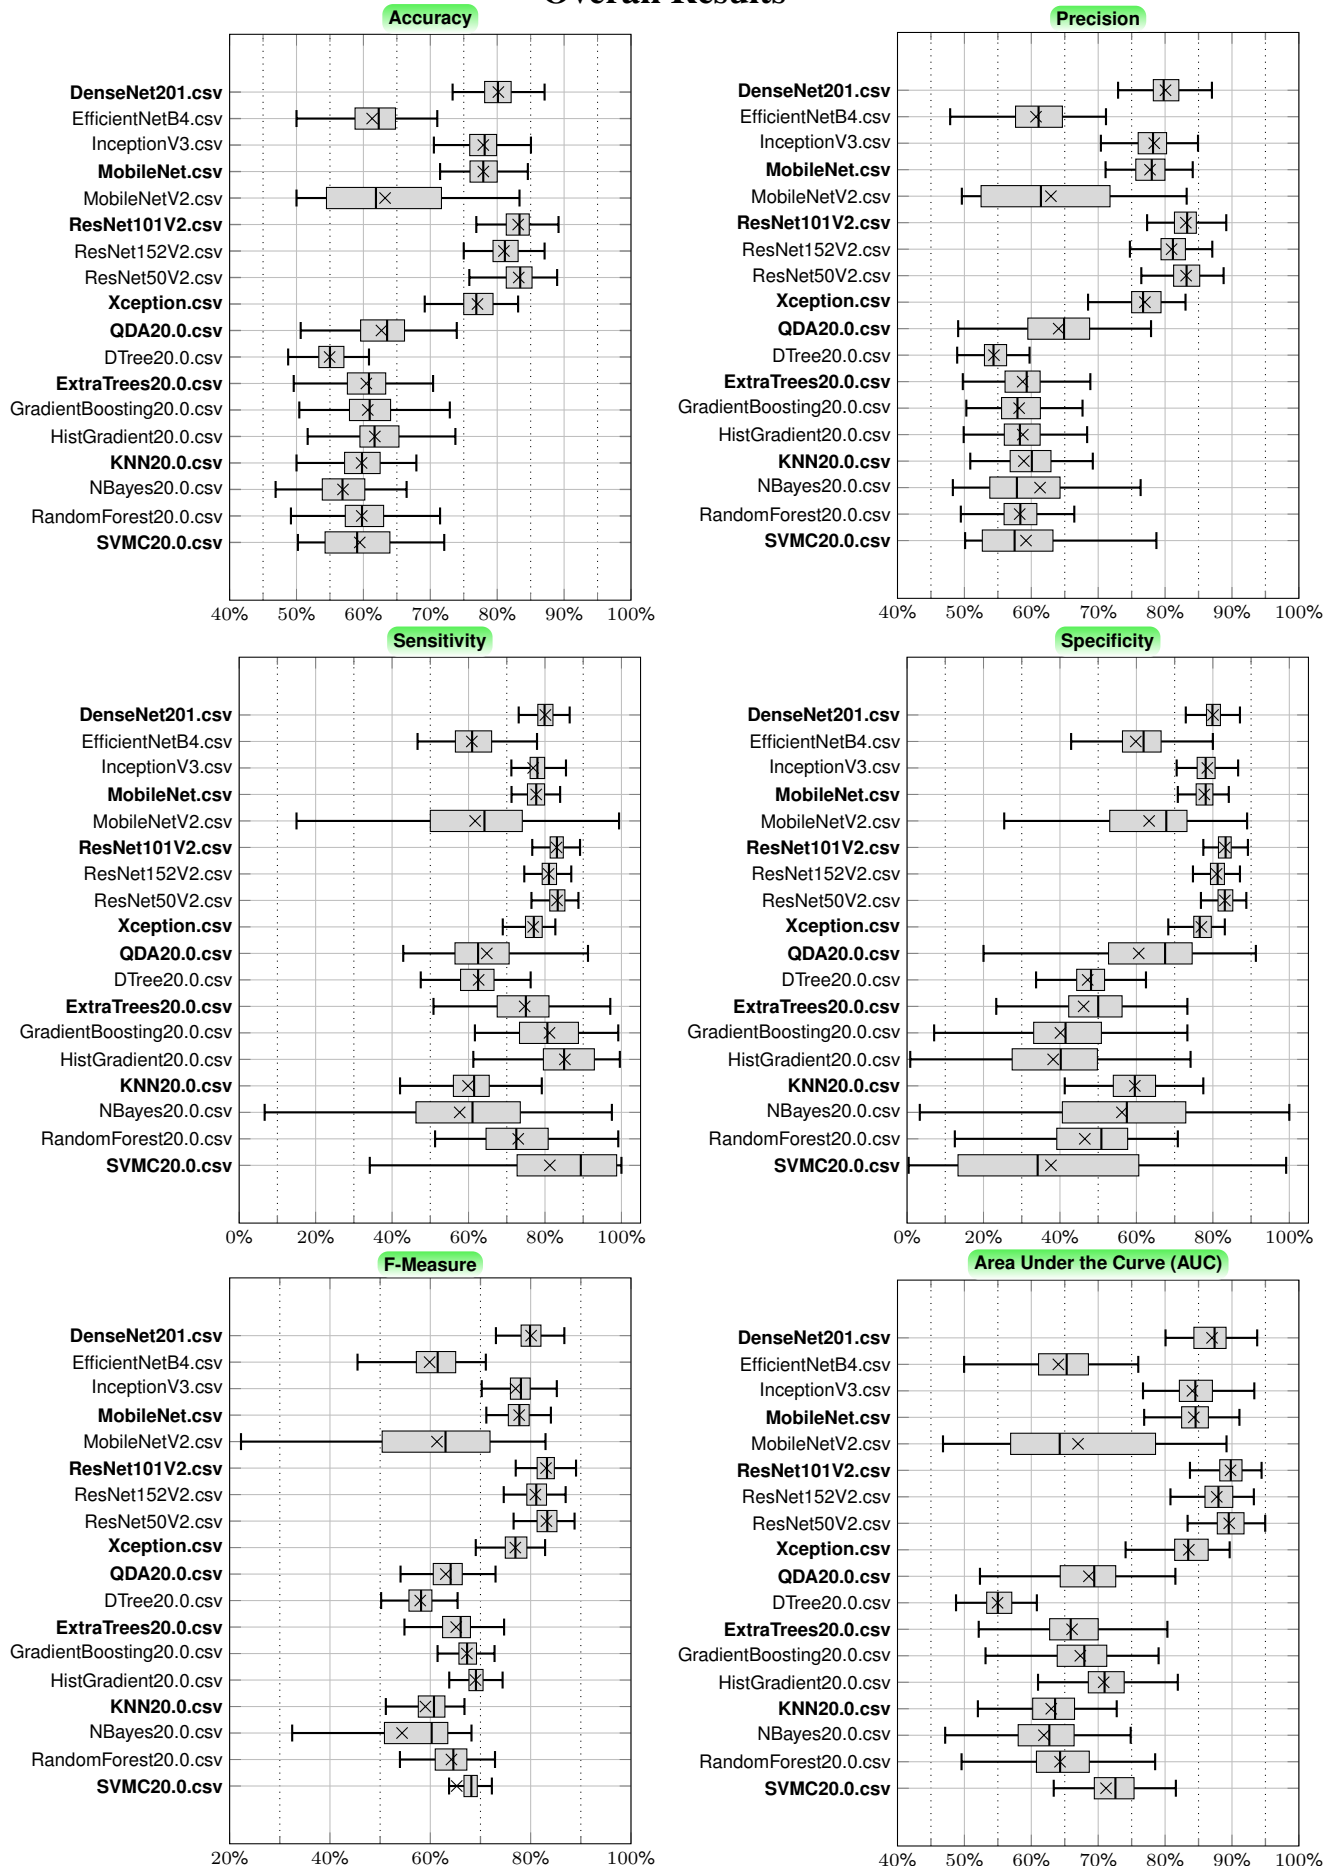 Overall Results
Accuracy
DenseNet201.csv
EfficientNetB4.csv
InceptionV3.csv
MobileNet.csv
MobileNetV2.csv
ResNet101V2.csv
ResNet152V2.csv
ResNet50V2.csv
Xception.csv
QDA20.0.csv
DTree20.0.csv
ExtraTrees20.0.csv
GradientBoosting20.0.csv
HistGradient20.0.csv
KNN20.0.csv
NBayes20.0.csv
RandomForest20.0.csv
SVMC20.0.csv
40% 50% 60% 70% 80% 90% 100%
Precision
DenseNet201.csv
EfficientNetB4.csv
InceptionV3.csv
MobileNet.csv
MobileNetV2.csv
ResNet101V2.csv
ResNet152V2.csv
ResNet50V2.csv
Xception.csv
QDA20.0.csv
DTree20.0.csv
ExtraTrees20.0.csv
GradientBoosting20.0.csv
HistGradient20.0.csv
KNN20.0.csv
NBayes20.0.csv
RandomForest20.0.csv
SVMC20.0.csv
40% 50% 60% 70% 80% 90% 100%
Sensitivity
DenseNet201.csv
EfficientNetB4.csv
InceptionV3.csv
MobileNet.csv
MobileNetV2.csv
ResNet101V2.csv
ResNet152V2.csv
ResNet50V2.csv
Xception.csv
QDA20.0.csv
DTree20.0.csv
ExtraTrees20.0.csv
GradientBoosting20.0.csv
HistGradient20.0.csv
KNN20.0.csv
NBayes20.0.csv
RandomForest20.0.csv
SVMC20.0.csv
0% 20% 40% 60% 80% 100%
Specificity
DenseNet201.csv
EfficientNetB4.csv
InceptionV3.csv
MobileNet.csv
MobileNetV2.csv
ResNet101V2.csv
ResNet152V2.csv
ResNet50V2.csv
Xception.csv
QDA20.0.csv
DTree20.0.csv
ExtraTrees20.0.csv
GradientBoosting20.0.csv
HistGradient20.0.csv
KNN20.0.csv
NBayes20.0.csv
RandomForest20.0.csv
SVMC20.0.csv
0% 20% 40% 60% 80% 100%
F-Measure
DenseNet201.csv
EfficientNetB4.csv
InceptionV3.csv
MobileNet.csv
MobileNetV2.csv
ResNet101V2.csv
ResNet152V2.csv
ResNet50V2.csv
Xception.csv
QDA20.0.csv
DTree20.0.csv
ExtraTrees20.0.csv
GradientBoosting20.0.csv
HistGradient20.0.csv
KNN20.0.csv
NBayes20.0.csv
RandomForest20.0.csv
SVMC20.0.csv
20% 40% 60% 80% 100%
Area Under the Curve (AUC)
DenseNet201.csv
EfficientNetB4.csv
InceptionV3.csv
MobileNet.csv
MobileNetV2.csv
ResNet101V2.csv
ResNet152V2.csv
ResNet50V2.csv
Xception.csv
QDA20.0.csv
DTree20.0.csv
ExtraTrees20.0.csv
GradientBoosting20.0.csv
HistGradient20.0.csv
KNN20.0.csv
NBayes20.0.csv
RandomForest20.0.csv
SVMC20.0.csv
40% 50% 60% 70% 80% 90% 100%